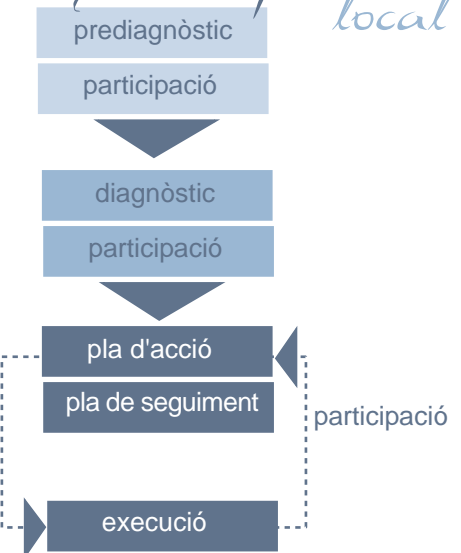 local
prediagnòstic
participació
diagnòstic
participació
pla d'acció
pla de seguiment
participació
execució